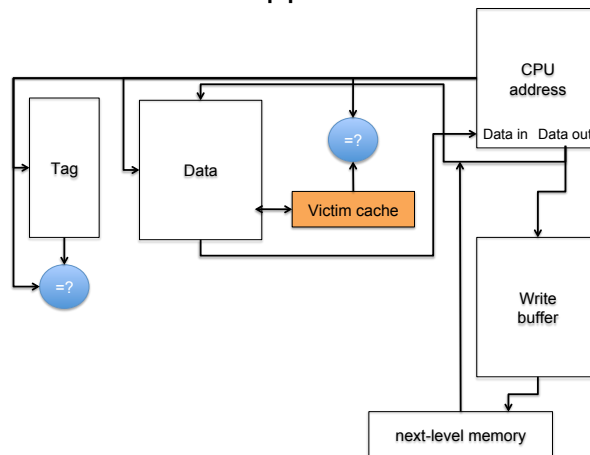 CPU
address
Data in Data out
Tag
Data
=?
Victim cache
=?
Write
buffer
next-level memory